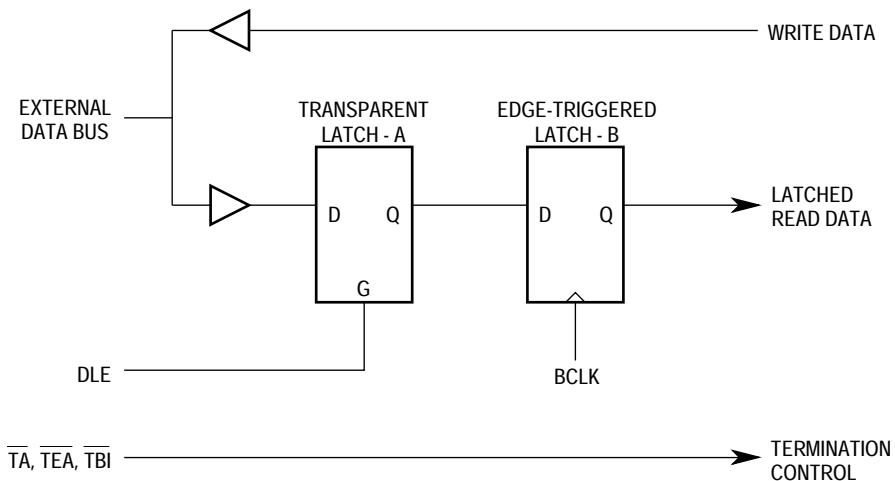 WRITE DATA
EXTERNAL
DATA BUS
TRANSPARENT
LATCH - A
EDGE-TRIGGERED
LATCH - B
D
Q
G
D
Q
LATCHED
READ DATA
DLE
BCLK
TA, TEA, TBI
TERMINATION
CONTROL